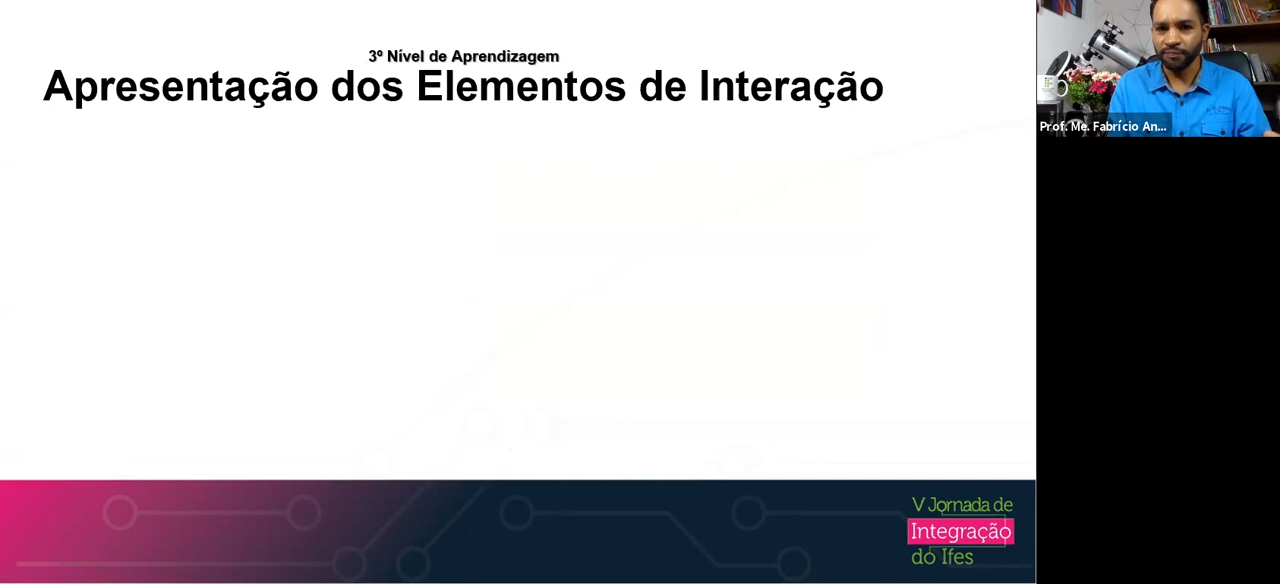 3º Nível de Aprendizagem
Apresentação dos Elementos de Interação
Prof. Me. Fabrício An...
V Jornada de
Integração
do Ifes